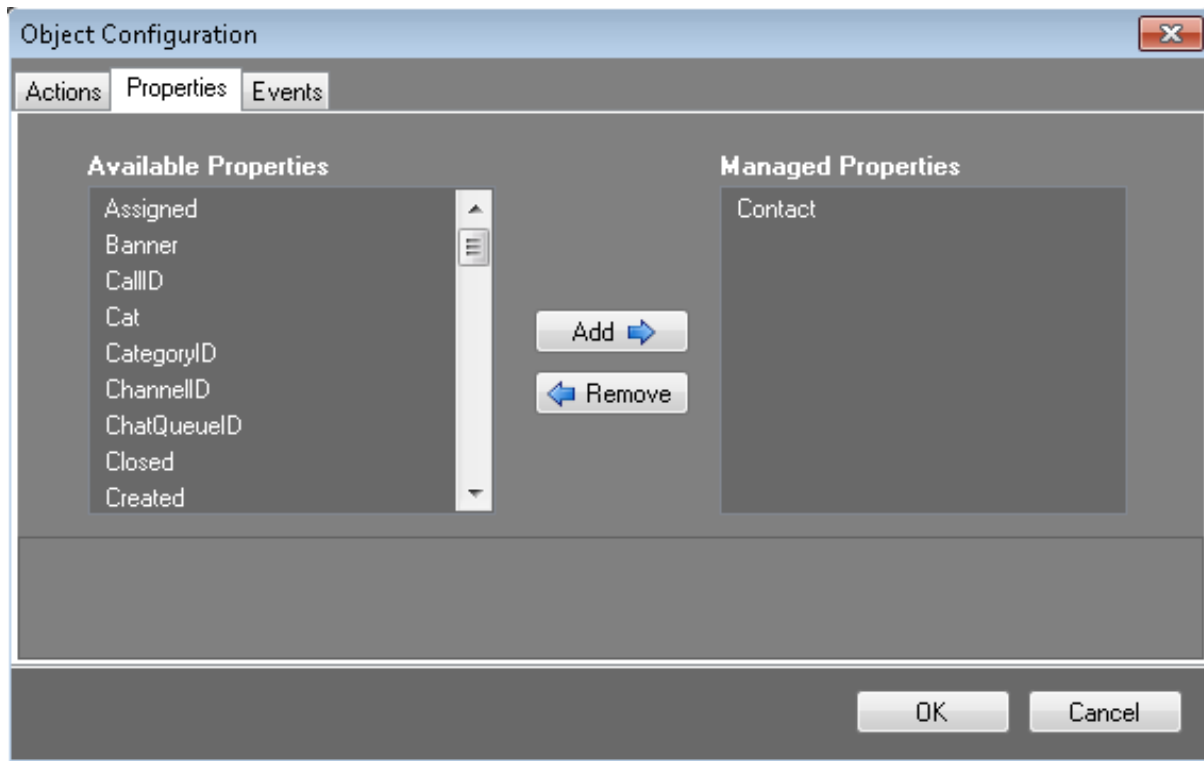 Object Configuration
Actions Properties Events
Available Properties
Assigned
Banner
CallID
Cat
CategoryID
ChannelID
ChatQueueID
Closed
Created
Add
Remove
Managed Properties
Contact
OK Cancel